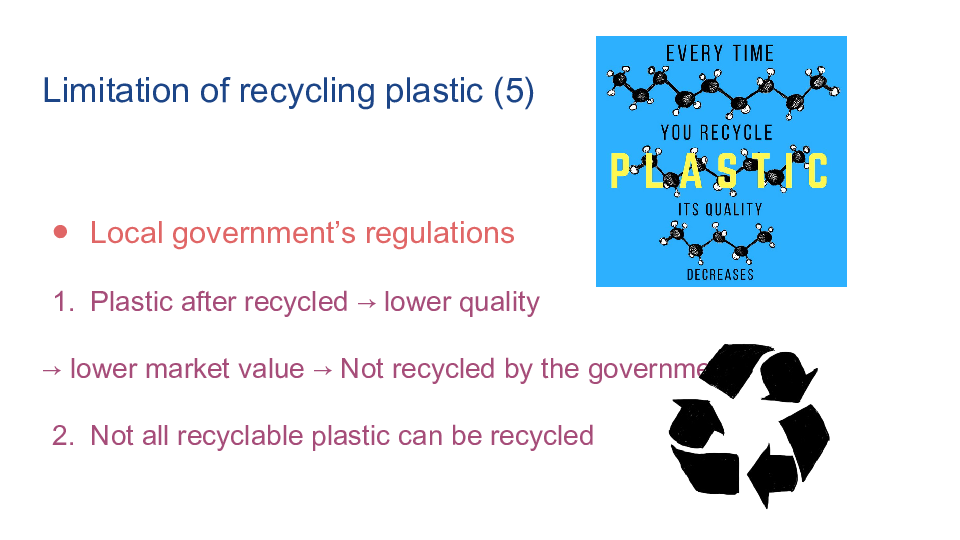 Limitation of recycling plastic (5)
EVERY TIME
YOU RECYCLE
PLASTIC
ITS QUALITY
DECREASES
● Local government’s regulations
1. Plastic after recycled → lower quality
→ lower market value → Not recycled by the governme
2. Not all recyclable plastic can be recycled